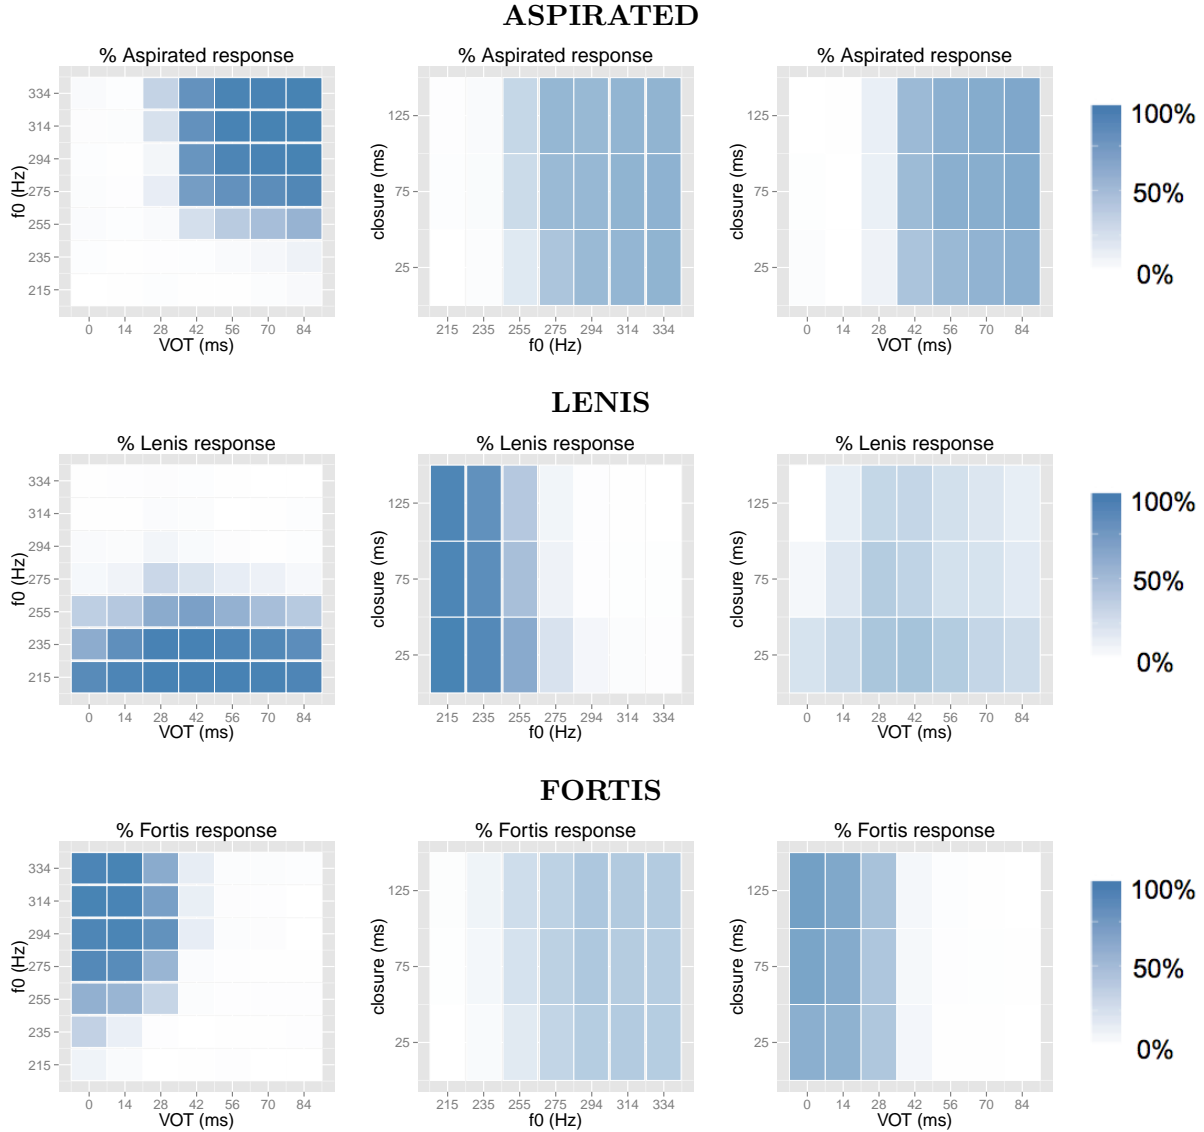 ASPIRATED
% Aspirated response
% Aspirated response
% Aspirated response
334
314
294
275
255
235
215
f0 (Hz)
0 14 28 42 56 70 84
VOT (ms)
125
75
25
closure (ms)
215 235 255 275 294 314 334
f0 (Hz)
125
75
25
closure (ms)
0 14 28 42 56 70 84
VOT (ms)
100%
50%
0%
LENIS
% Lenis response
% Lenis response
% Lenis response
334
314
294
275
255
235
215
f0 (Hz)
0 14 28 42 56 70 84
VOT (ms)
125
75
25
closure (ms)
215 235 255 275 294 314 334
f0 (Hz)
125
75
25
closure (ms)
0 14 28 42 56 70 84
VOT (ms)
100%
50%
0%
FORTIS
% Fortis response
% Fortis response
% Fortis response
334
314
294
275
255
235
215
f0 (Hz)
0 14 28 42 56 70 84
VOT (ms)
125
75
25
closure (ms)
215 235 255 275 294 314 334
f0 (Hz)
125
75
25
closure (ms)
0 14 28 42 56 70 84
VOT (ms)
100%
50%
0%